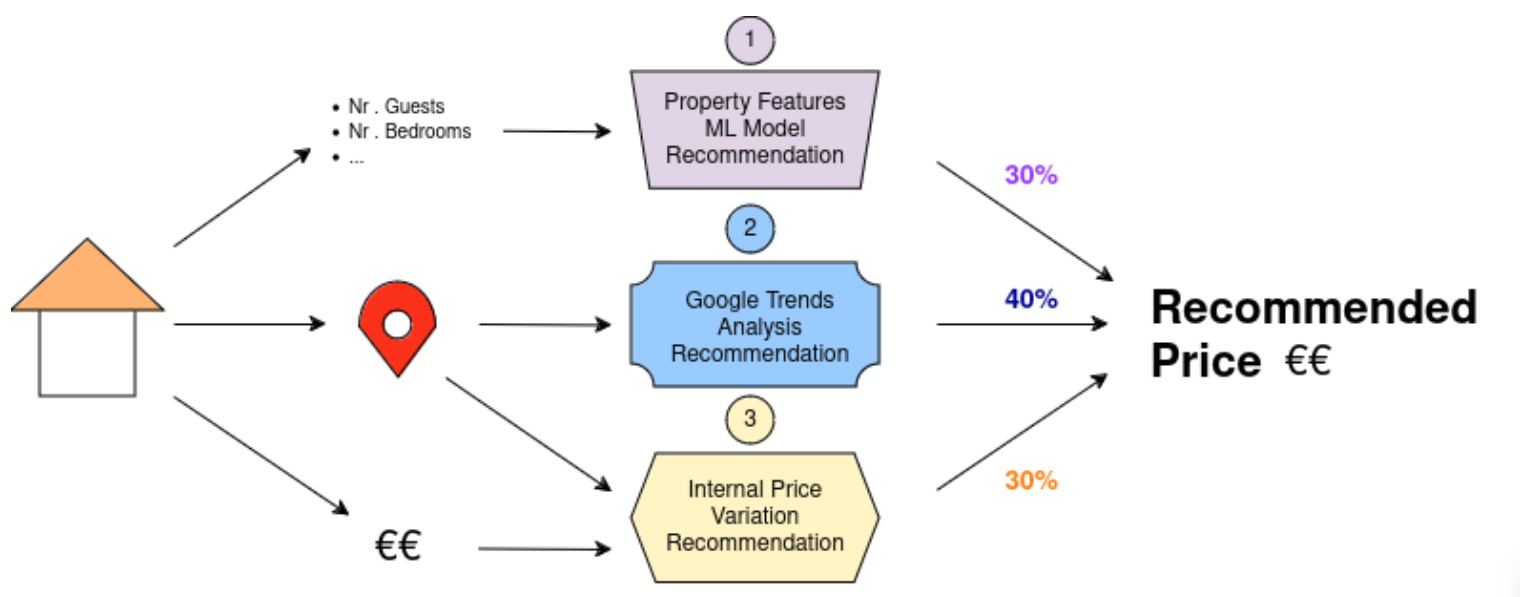 1
• Nr . Guests
• Nr . Bedrooms
• ...
Property Features
ML Model
Recommendation
30%
2
Google Trends
Analysis
Recommendation
40%
Recommended
Price €€
3
Internal Price
Variation
Recommendation
30%
€€